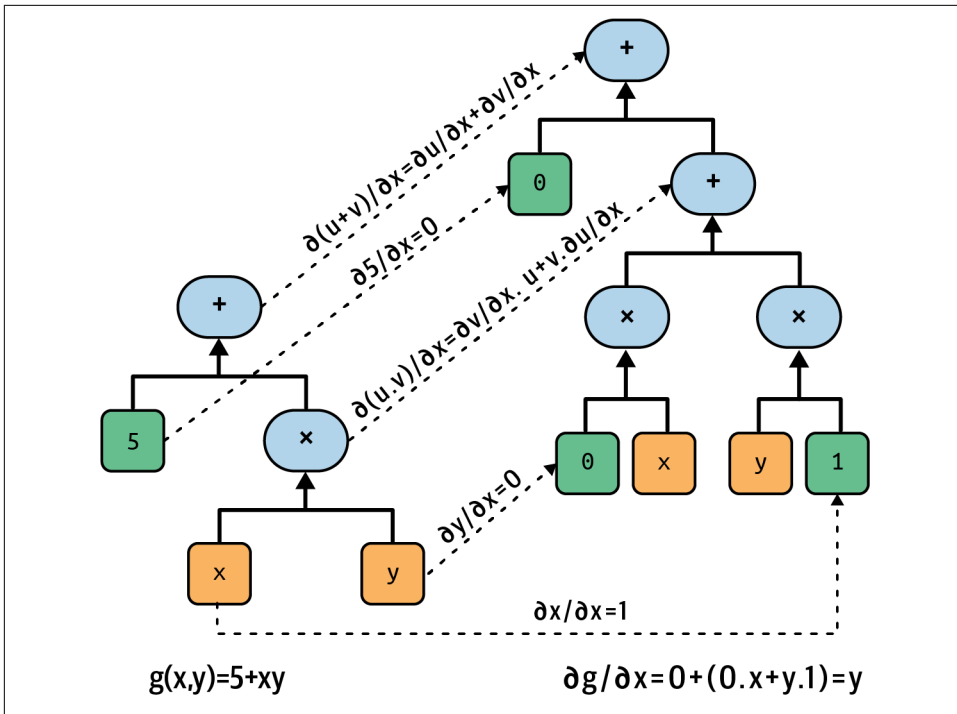 +
∂(u+v)/∂x=∂u/∂x+∂v/∂x
0
+
∂5/∂x=0
∂(u.v)/∂x=∂v/∂x. u+v.∂u/∂x
+
×
×
5
×
0
x
y
1
∂y/∂x=0
x
y
∂x/∂x=1
g(x,y)=5+xy
∂g/∂x=0+(0.x+y.1)=y